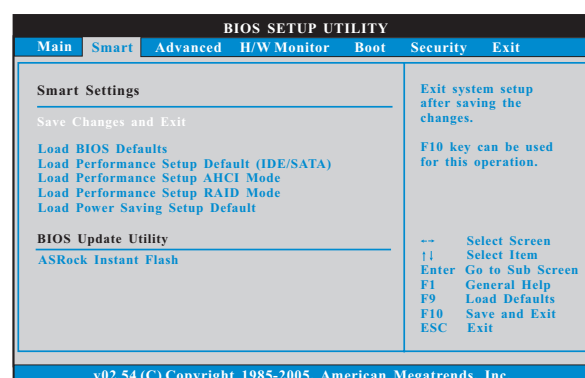 BIOS SETUP UTILITY
Main Smart Advanced H/W Monitor Boot Security Exit
Smart Settings
Save Changes and Exit
Load BIOS Defaults
Load Performance Setup Default (IDE/SATA)
Load Performance Setup AHCI Mode
Load Performance Setup RAID Mode
Load Power Saving Setup Default
BIOS Update Utility
ASRock Instant Flash
Exit system setup
after saving the
changes.
F10 key can be used
for this operation.
←→ Select Screen
↑↓ Select Item
Enter Go to Sub Screen
F1 General Help
F9 Load Defaults
F10 Save and Exit
ESC Exit
v02.54 (C) Copyright 1985-2005, American Megatrends, Inc.